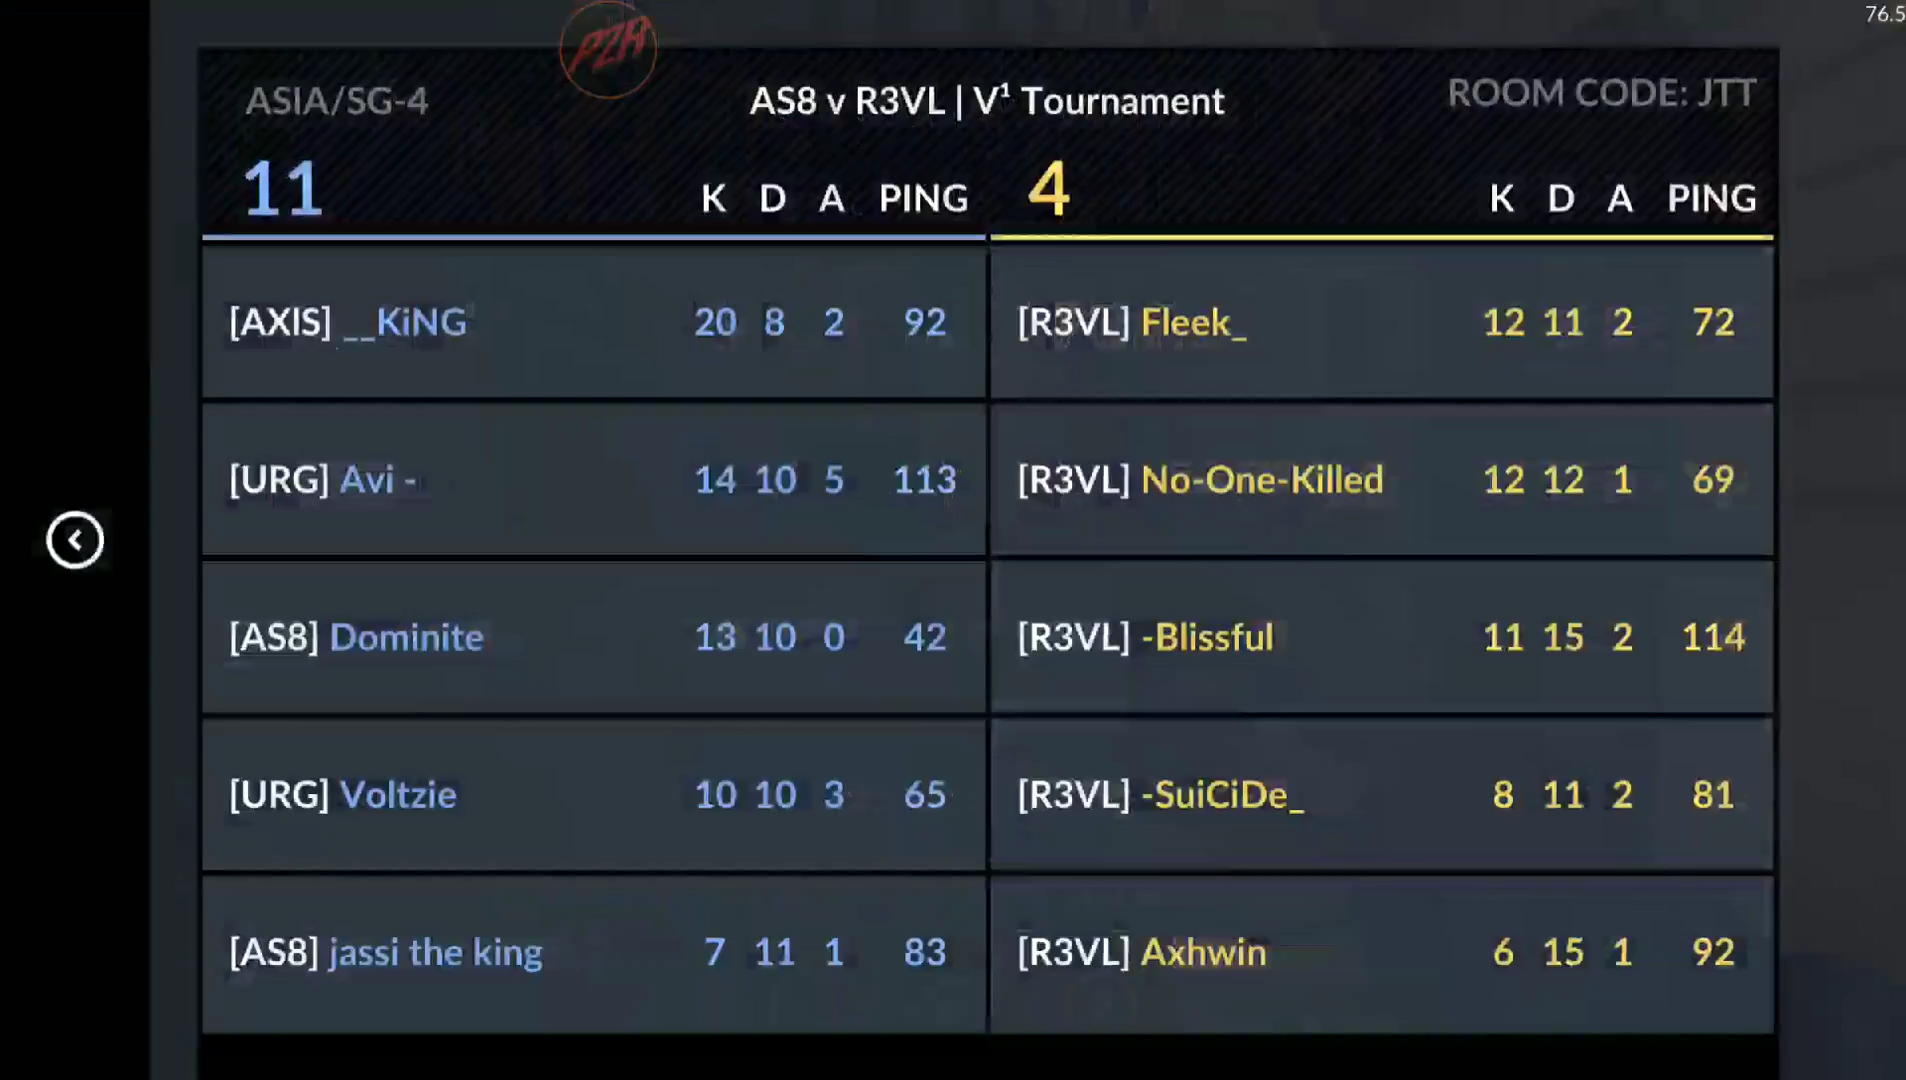 76.5
PZA
ASIA/SG-4 AS8 v R3VL | V¹ Tournament ROOM CODE: JTT
11 K D A PING 4 K D A PING
[AXIS] __KiNG 20 8 2 92 [R3VL] Fleek_ 12 11 2 72
[URG] Avi - 14 10 5 113 [R3VL] No-One-Killed 12 12 1 69
[AS8] Dominite 13 10 0 42 [R3VL] -Blissful 11 15 2 114
[URG] Voltzie 10 10 3 65 [R3VL] -SuiCiDe_ 8 11 2 81
[AS8] jassi the king 7 11 1 83 [R3VL] Axhwin 6 15 1 92